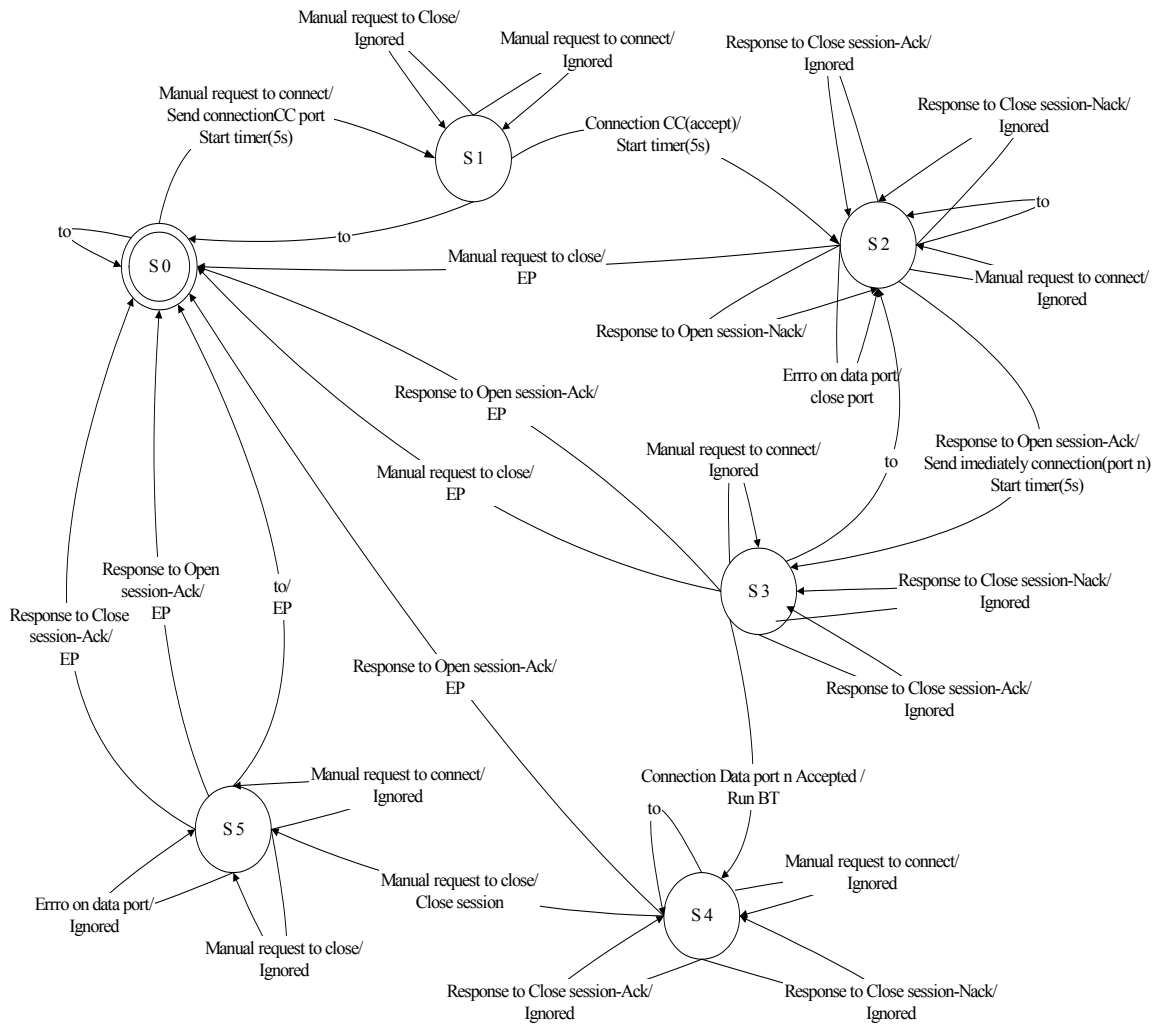 Manual request to Close/
Ignored
Manual request to connect/
Ignored
Response to Close session-Ack/
Ignored
Manual request to connect/
Send connectionCC port
Start timer(5s)
Connection CC(accept)/
Start timer(5s)
Response to Close session-Nack/
Ignored
S1
to
to
to
S0
S2
Manual request to close/
EP
Manual request to connect/
Ignored
Response to Open session-Nack/
Errro on data port/
close port
Response to Open session-Ack/
EP
Manual request to connect/
Ignored
to
Response to Open session-Ack/
Send imediately connection(port n)
Start timer(5s)
Manual request to close/
EP
Response to Open
session-Ack/
EP
to/
EP
S3
Response to Close session-Nack/
Ignored
Response to Close
session-Ack/
EP
Response to Open session-Ack/
EP
Response to Close session-Ack/
Ignored
Manual request to connect/
Ignored
Connection Data port n Accepted /
Run BT
to
S5
Manual request to close/
Close session
Manual request to connect/
Ignored
Errro on data port/
Ignored
S4
Manual request to close/
Ignored
Response to Close session-Ack/
Ignored
Response to Close session-Nack/
Ignored